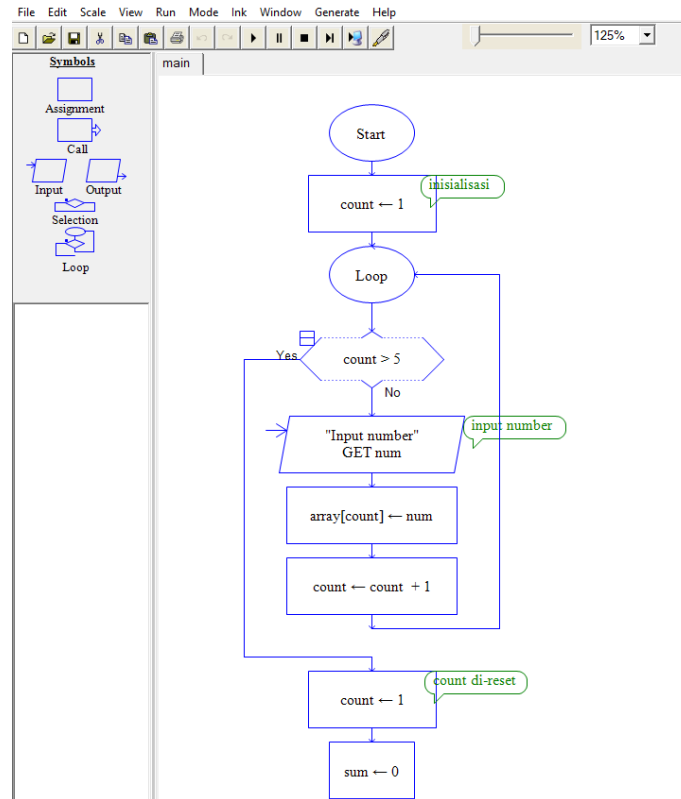 File Edit Scale View Run Mode Ink Window Generate Help
125%
Symbols
Assignment
Call
Input Output
Selection
Loop
main
Start
inisialisasi
count ← 1
Loop
Yes
count > 5
No
input number
"Input number"
GET num
array[count] ← num
count ← count + 1
count di-reset
count ← 1
sum ← 0